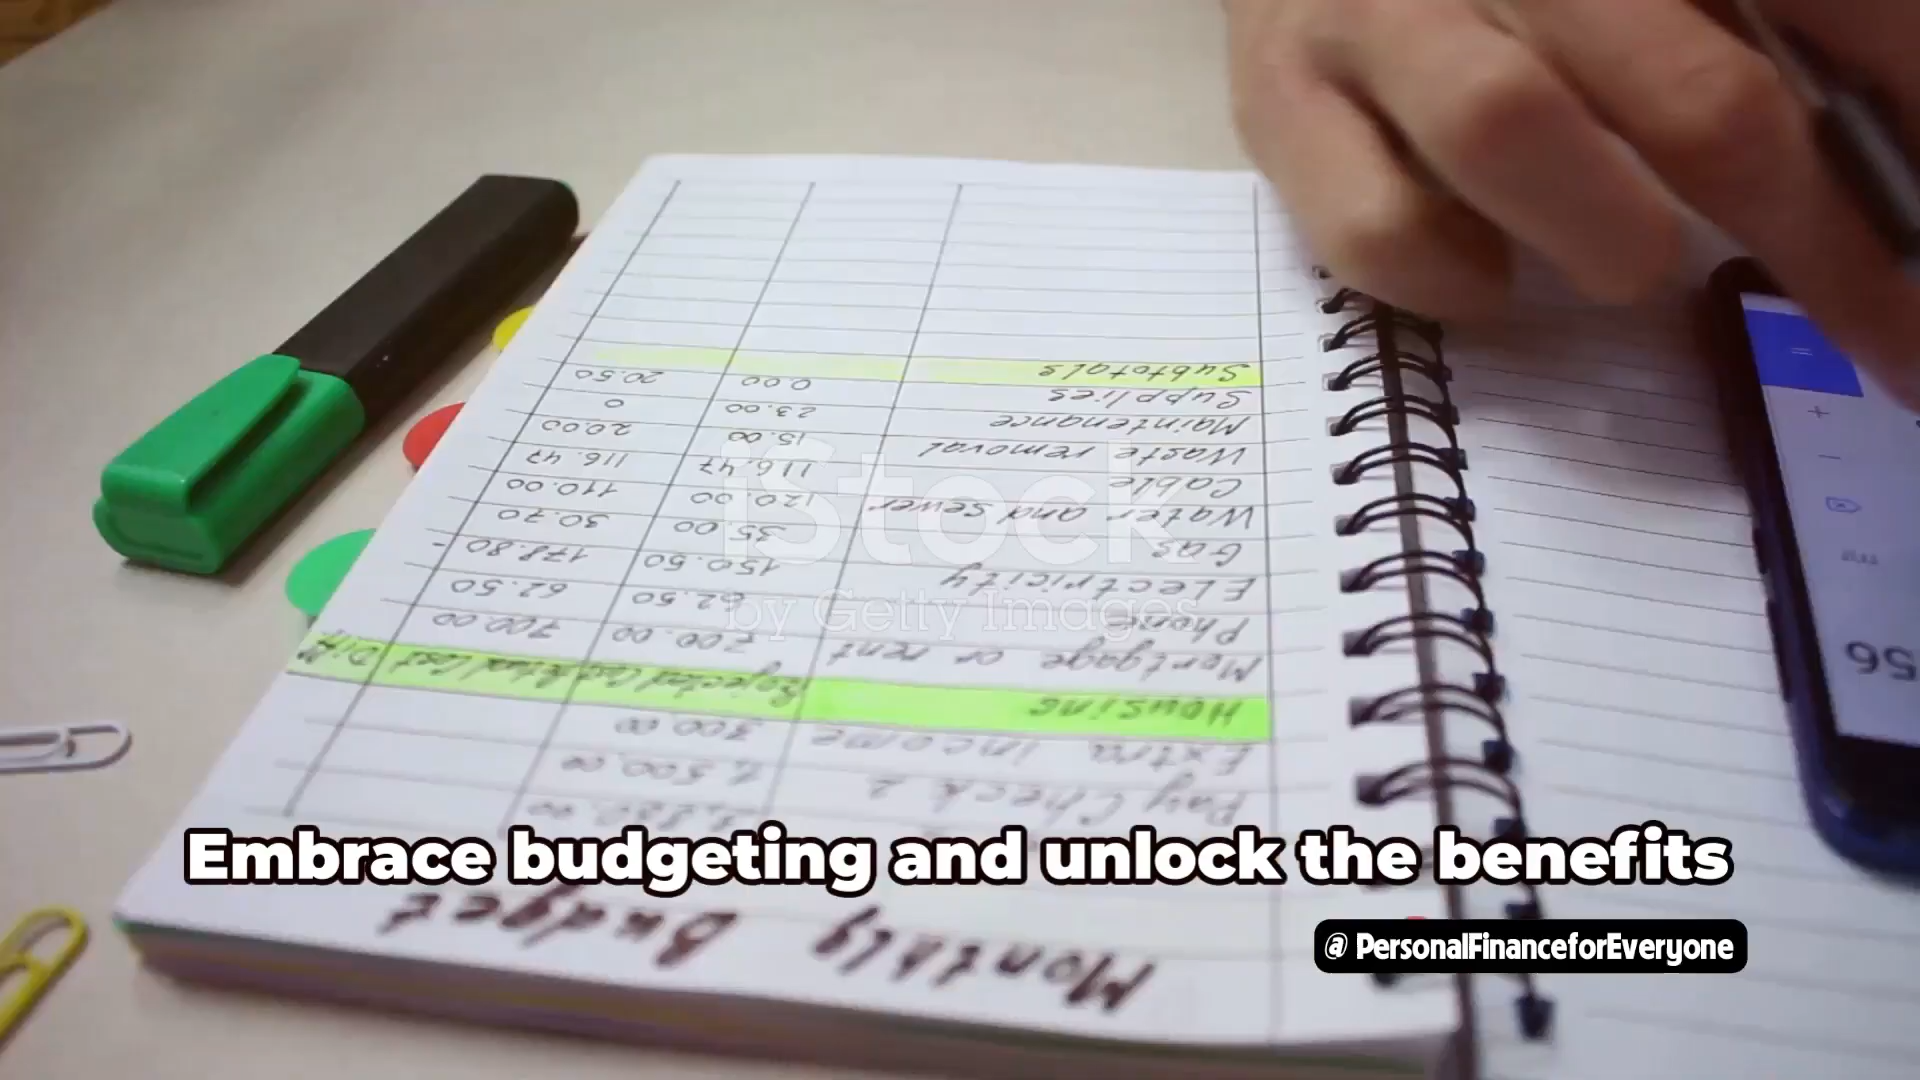 Monthly Budget
Pay Check 2 1,500.00
Extra income 300.00
Housing Projected Cost Actual Cost Diff
Mortgage or rent 700.00 700.00
Phone 62.50 62.50
Electricity 150.50 178.80 -
Gas 35.00 30.70
Water and sewer 120.00 110.00
Cable 116.47 116.47
Waste removal 15.00 20.00
Maintenance 23.00 0
Supplies 0.00 20.50
Subtotals
iStock
by Getty Images
=
+
−
Embrace budgeting and unlock the benefits
@ PersonalFinanceforEveryone